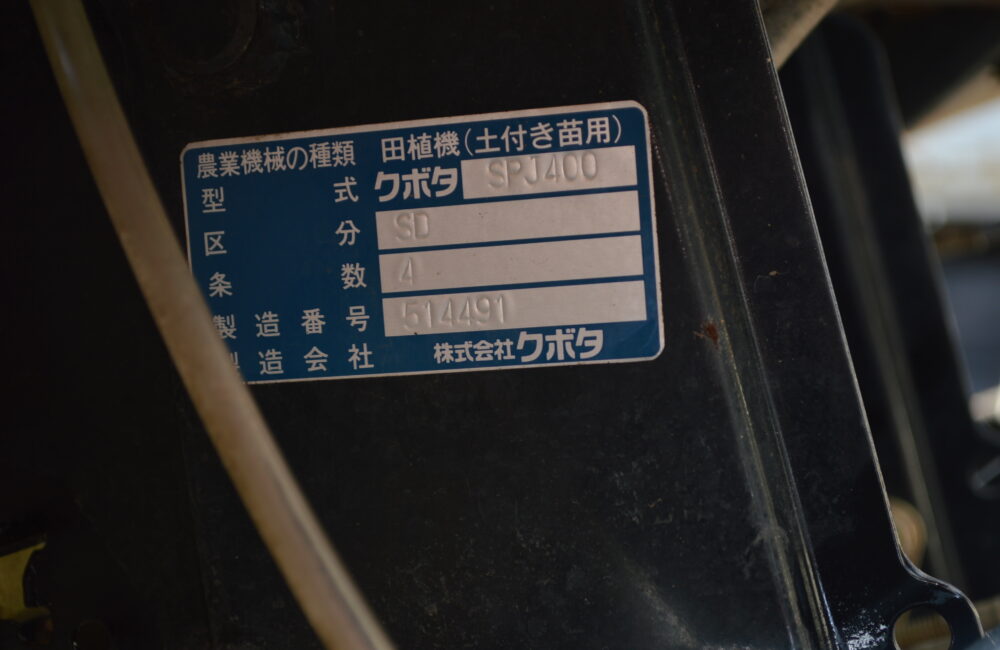 農業機械の種類 田植機(土付き苗用)
型式 クボタ SPJ400
区分 SD
条数 4
製造番号 514491
製造会社 株式会社クボタ